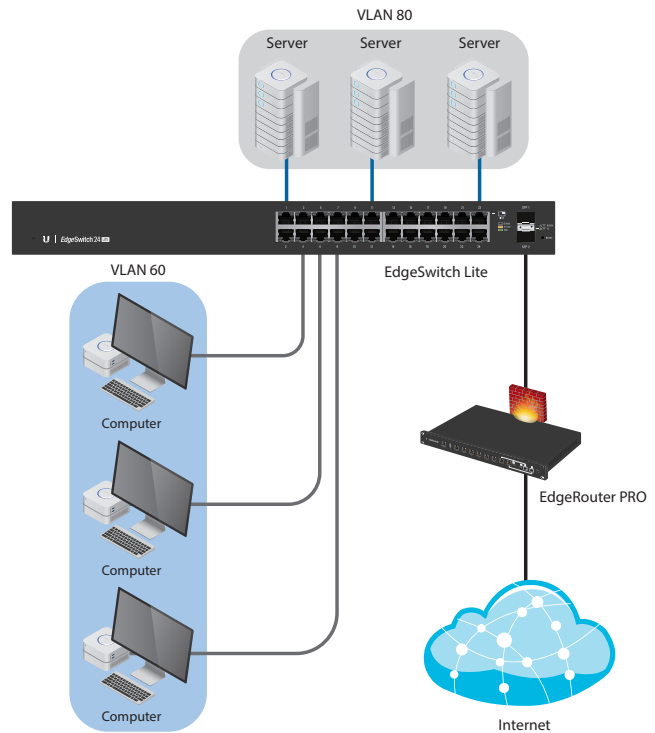 VLAN 80
Server
Server
Server
EdgeSwitch 24
VLAN 60
EdgeSwitch Lite
Computer
EdgeRouter PRO
Computer
Computer
Internet